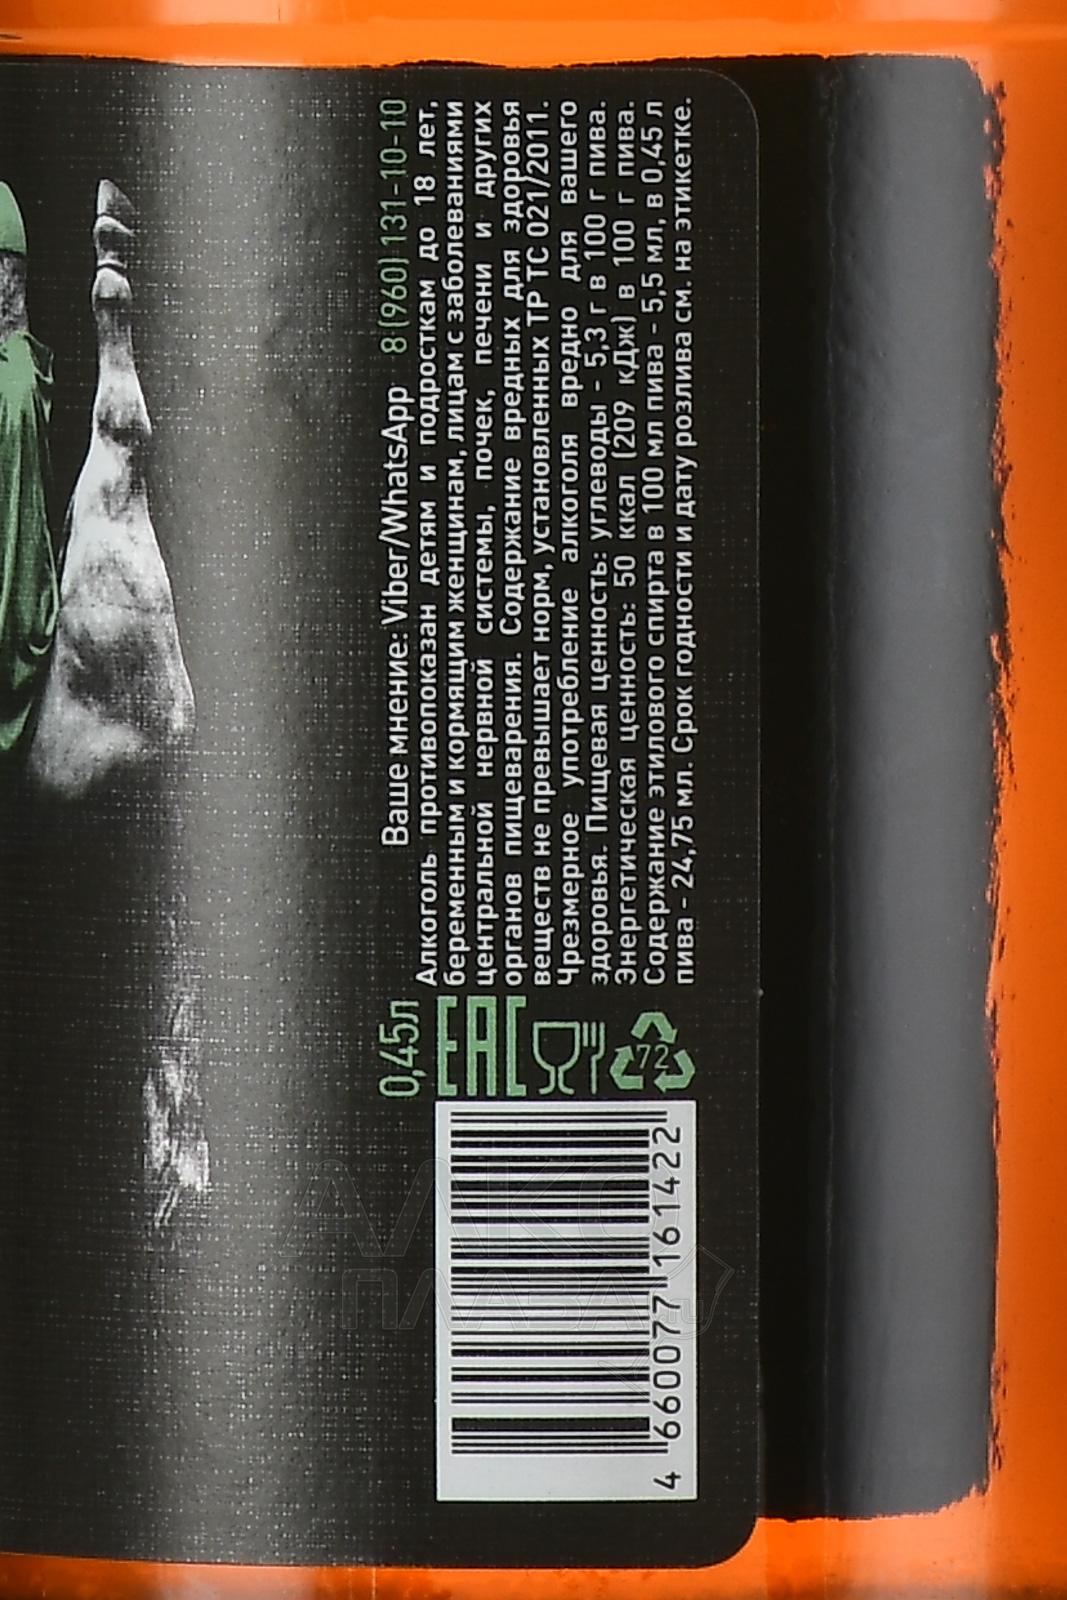 Ваше мнение: Viber/WhatsApp 8 (960) 131-10-10
Алкоголь противопоказан детям и подросткам до 18 лет,
беременным и кормящим женщинам, лицам с заболеваниями
центральной нервной системы, почек, печени и других
органов пищеварения. Содержание вредных для здоровья
веществ не превышает норм, установленных ТР ТС 021/2011.
Чрезмерное употребление алкоголя вредно для вашего
здоровья. Пищевая ценность: углеводы - 5,3 г в 100 г пива.
Энергетическая ценность: 50 ккал (209 кДж) в 100 г пива.
Содержание этилового спирта в 100 мл пива - 5,5 мл, в 0,45 л
пива - 24,75 мл. Срок годности и дату розлива см. на этикетке.
0,45л
EAC
72
4 660077 161422
АЛКО
ПЛАЗА
.ru